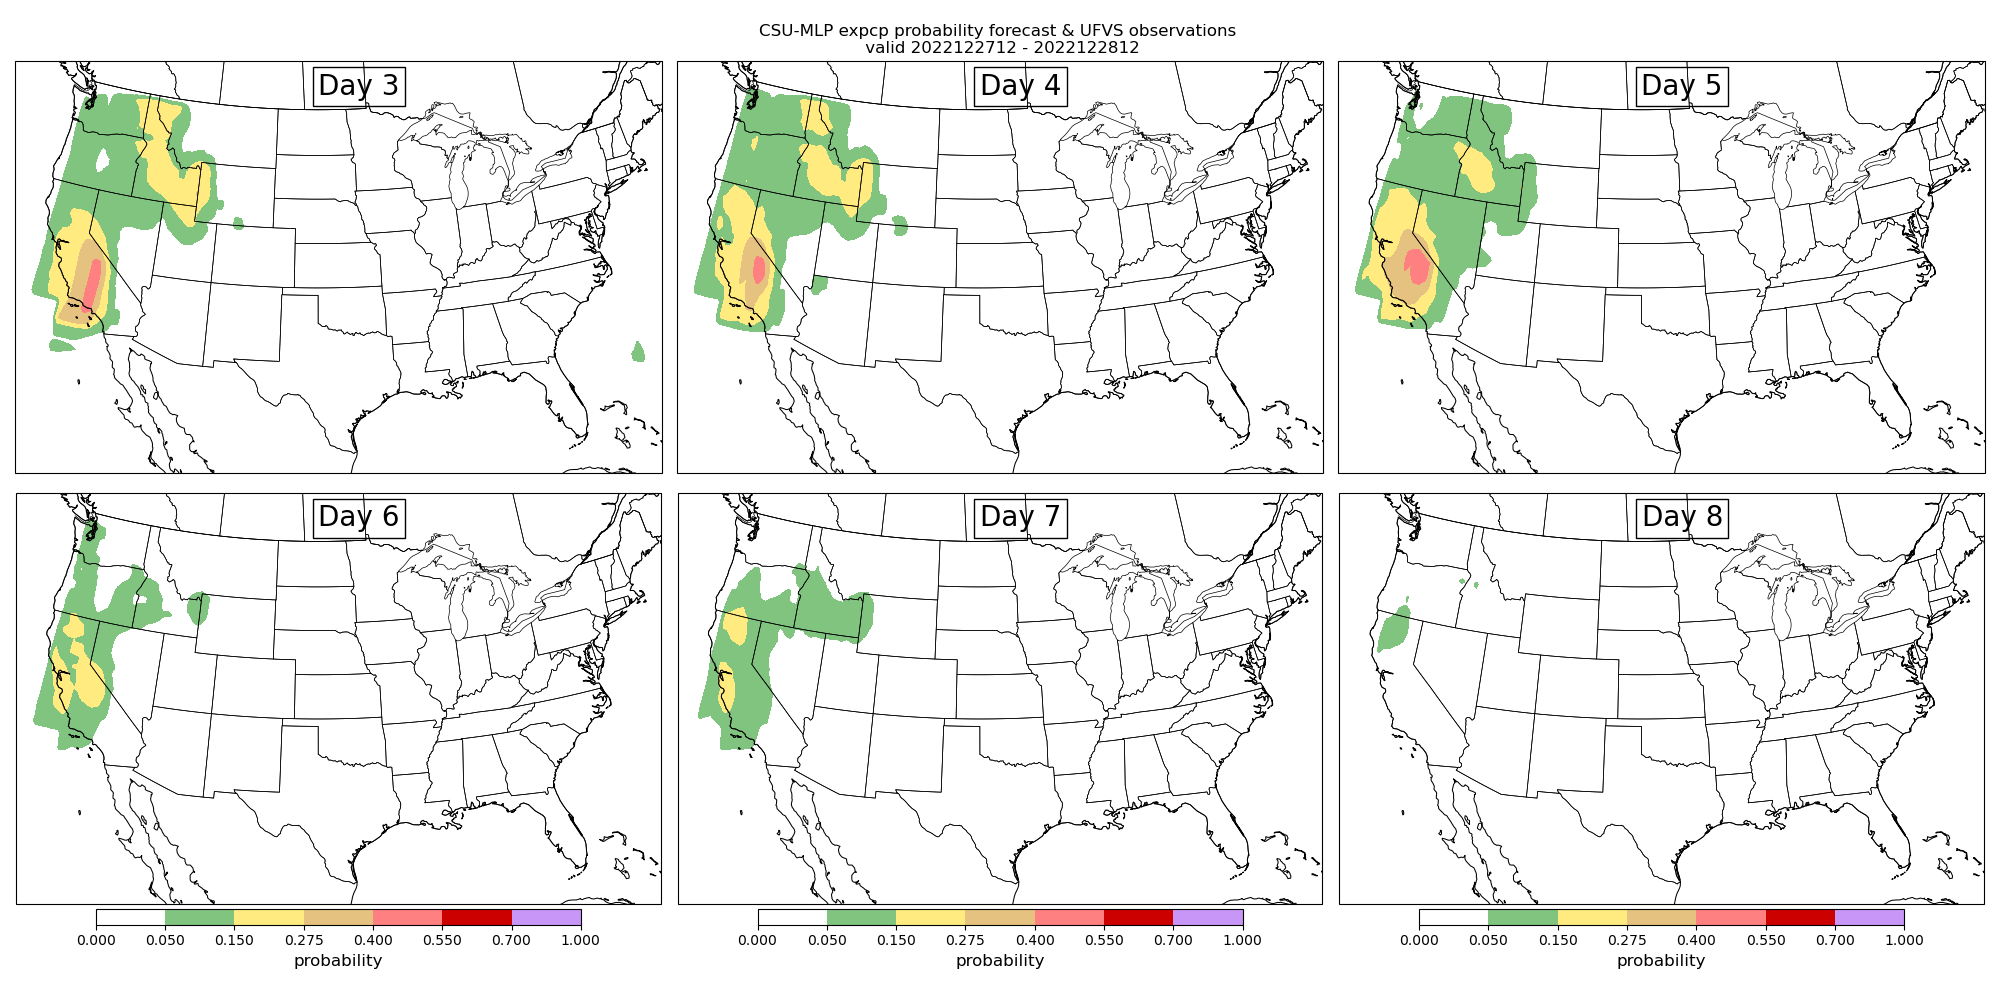 CSU-MLP expcp probability forecast & UFVS observations
valid 2022122712 - 2022122812
Day 3
Day 4
Day 5
Day 6
Day 7
Day 8
0.000 0.050 0.150 0.275 0.400 0.550 0.700 1.000
probability
0.000 0.050 0.150 0.275 0.400 0.550 0.700 1.000
probability
0.000 0.050 0.150 0.275 0.400 0.550 0.700 1.000
probability